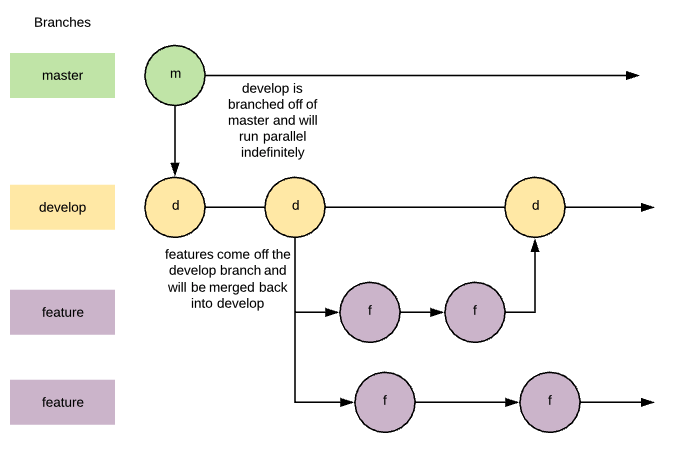 Branches
master
m
develop is
branched off of
master and will
run parallel
indefinitely
develop
d
d
d
features come off the
develop branch and
will be merged back
into develop
feature
f
f
feature
f
f